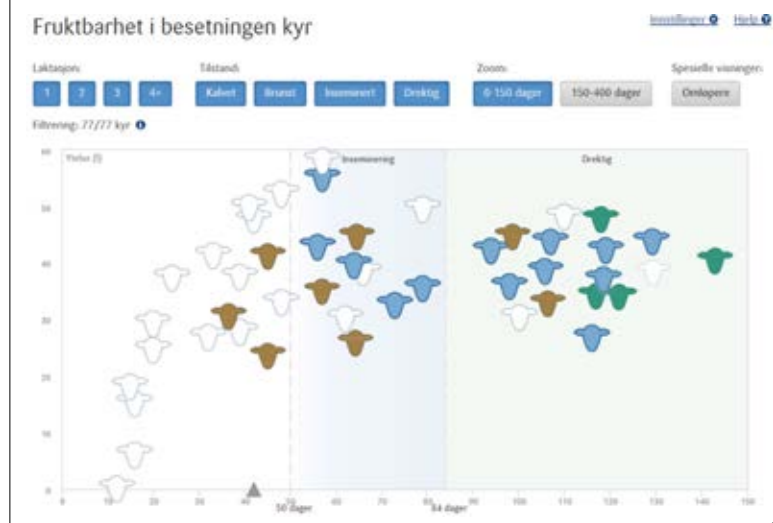 Fruktbarhet i besetningen kyr
Innstillinger
Hjelp
Laktasjon:
Tilstand:
Zoom:
Spesielle visninger:
1 2 3 4+
Kalvet Brunst Inseminert Drektig
0-150 dager 150-400 dager
Omløpere
Filtrering: 77/77 kyr
Ytelse (l)
Inseminering
Drektig
60
50
40
30
20
10
0
0 10 20 30 40 50 60 70 80 90 100 110 120 130 140 150
50 dager
84 dager